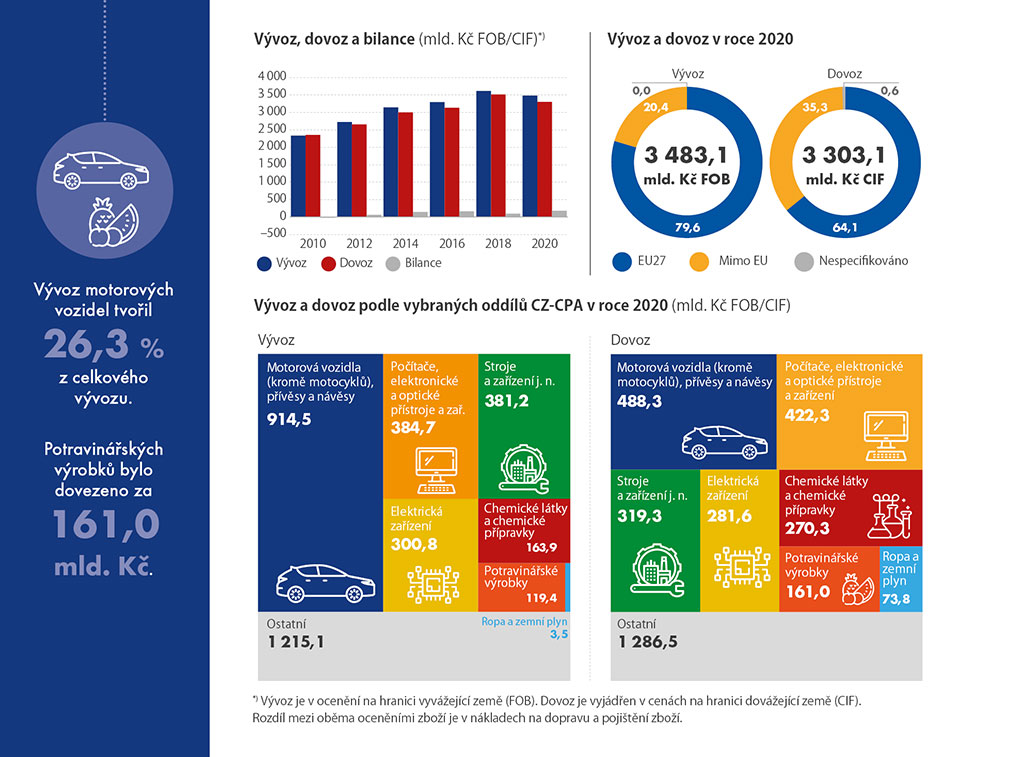 Vývoz motorových
vozidel tvořil
26,3 %
z celkového
vývozu.
Potravinářských
výrobků bylo
dovezeno za
161,0
mld. Kč.
Vývoz, dovoz a bilance (mld. Kč FOB/CIF)*)
4 000
3 500
3 000
2 500
2 000
1 500
1 000
500
0
–500
2010 2012 2014 2016 2018 2020
Vývoz Dovoz Bilance
Vývoz a dovoz v roce 2020
Vývoz
0,0
20,4
3 483,1
mld. Kč FOB
79,6
Dovoz
0,6
35,3
3 303,1
mld. Kč CIF
64,1
EU27 Mimo EU Nespecifikováno
Vývoz a dovoz podle vybraných oddílů CZ-CPA v roce 2020 (mld. Kč FOB/CIF)
Vývoz
Motorová vozidla
(kromě motocyklů),
přívěsy a návěsy
914,5
Počítače,
elektronické
a optické
přístroje a zař.
384,7
Stroje
a zařízení j. n.
381,2
Elektrická
zařízení
300,8
Chemické látky
a chemické
přípravky
163,9
Potravinářské
výrobky
119,4
Ostatní
1 215,1
Ropa a zemní plyn
3,5
Dovoz
Motorová vozidla (kromě
motocyklů), přívěsy a návěsy
488,3
Počítače, elektronické
a optické přístroje
a zařízení
422,3
Stroje
a zařízení j. n.
319,3
Elektrická
zařízení
281,6
Chemické látky
a chemické
přípravky
270,3
Potravinářské
výrobky
161,0
Ropa a
zemní
plyn
73,8
Ostatní
1 286,5
*) Vývoz je v ocenění na hranici vyvážející země (FOB). Dovoz je vyjádřen v cenách na hranici dovážející země (CIF).
Rozdíl mezi oběma oceněními zboží je v nákladech na dopravu a pojištění zboží.